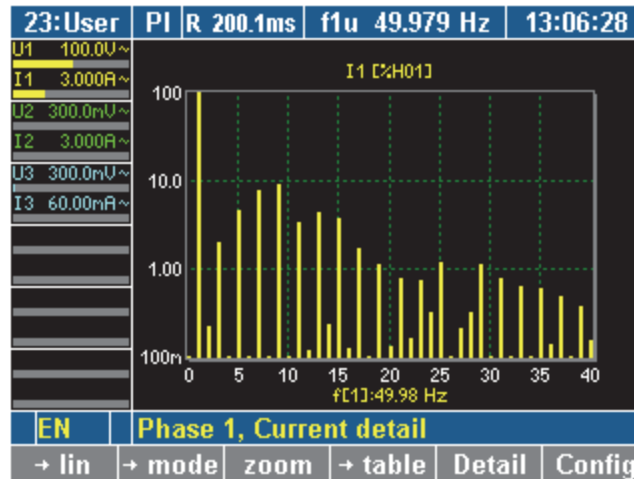 23:User PI R 200.1ms f1u 49.979 Hz 13:06:28
U1 100.0V~
I1 3.000A~
U2 300.0mV~
I2 3.000A~
U3 300.0mV~
I3 60.00mA~
I1 [%H01]
100
10.0
1.00
100m
0 5 10 15 20 25 30 35 40
f[1]:49.98 Hz
EN Phase 1, Current detail
→ lin → mode zoom → table Detail Config